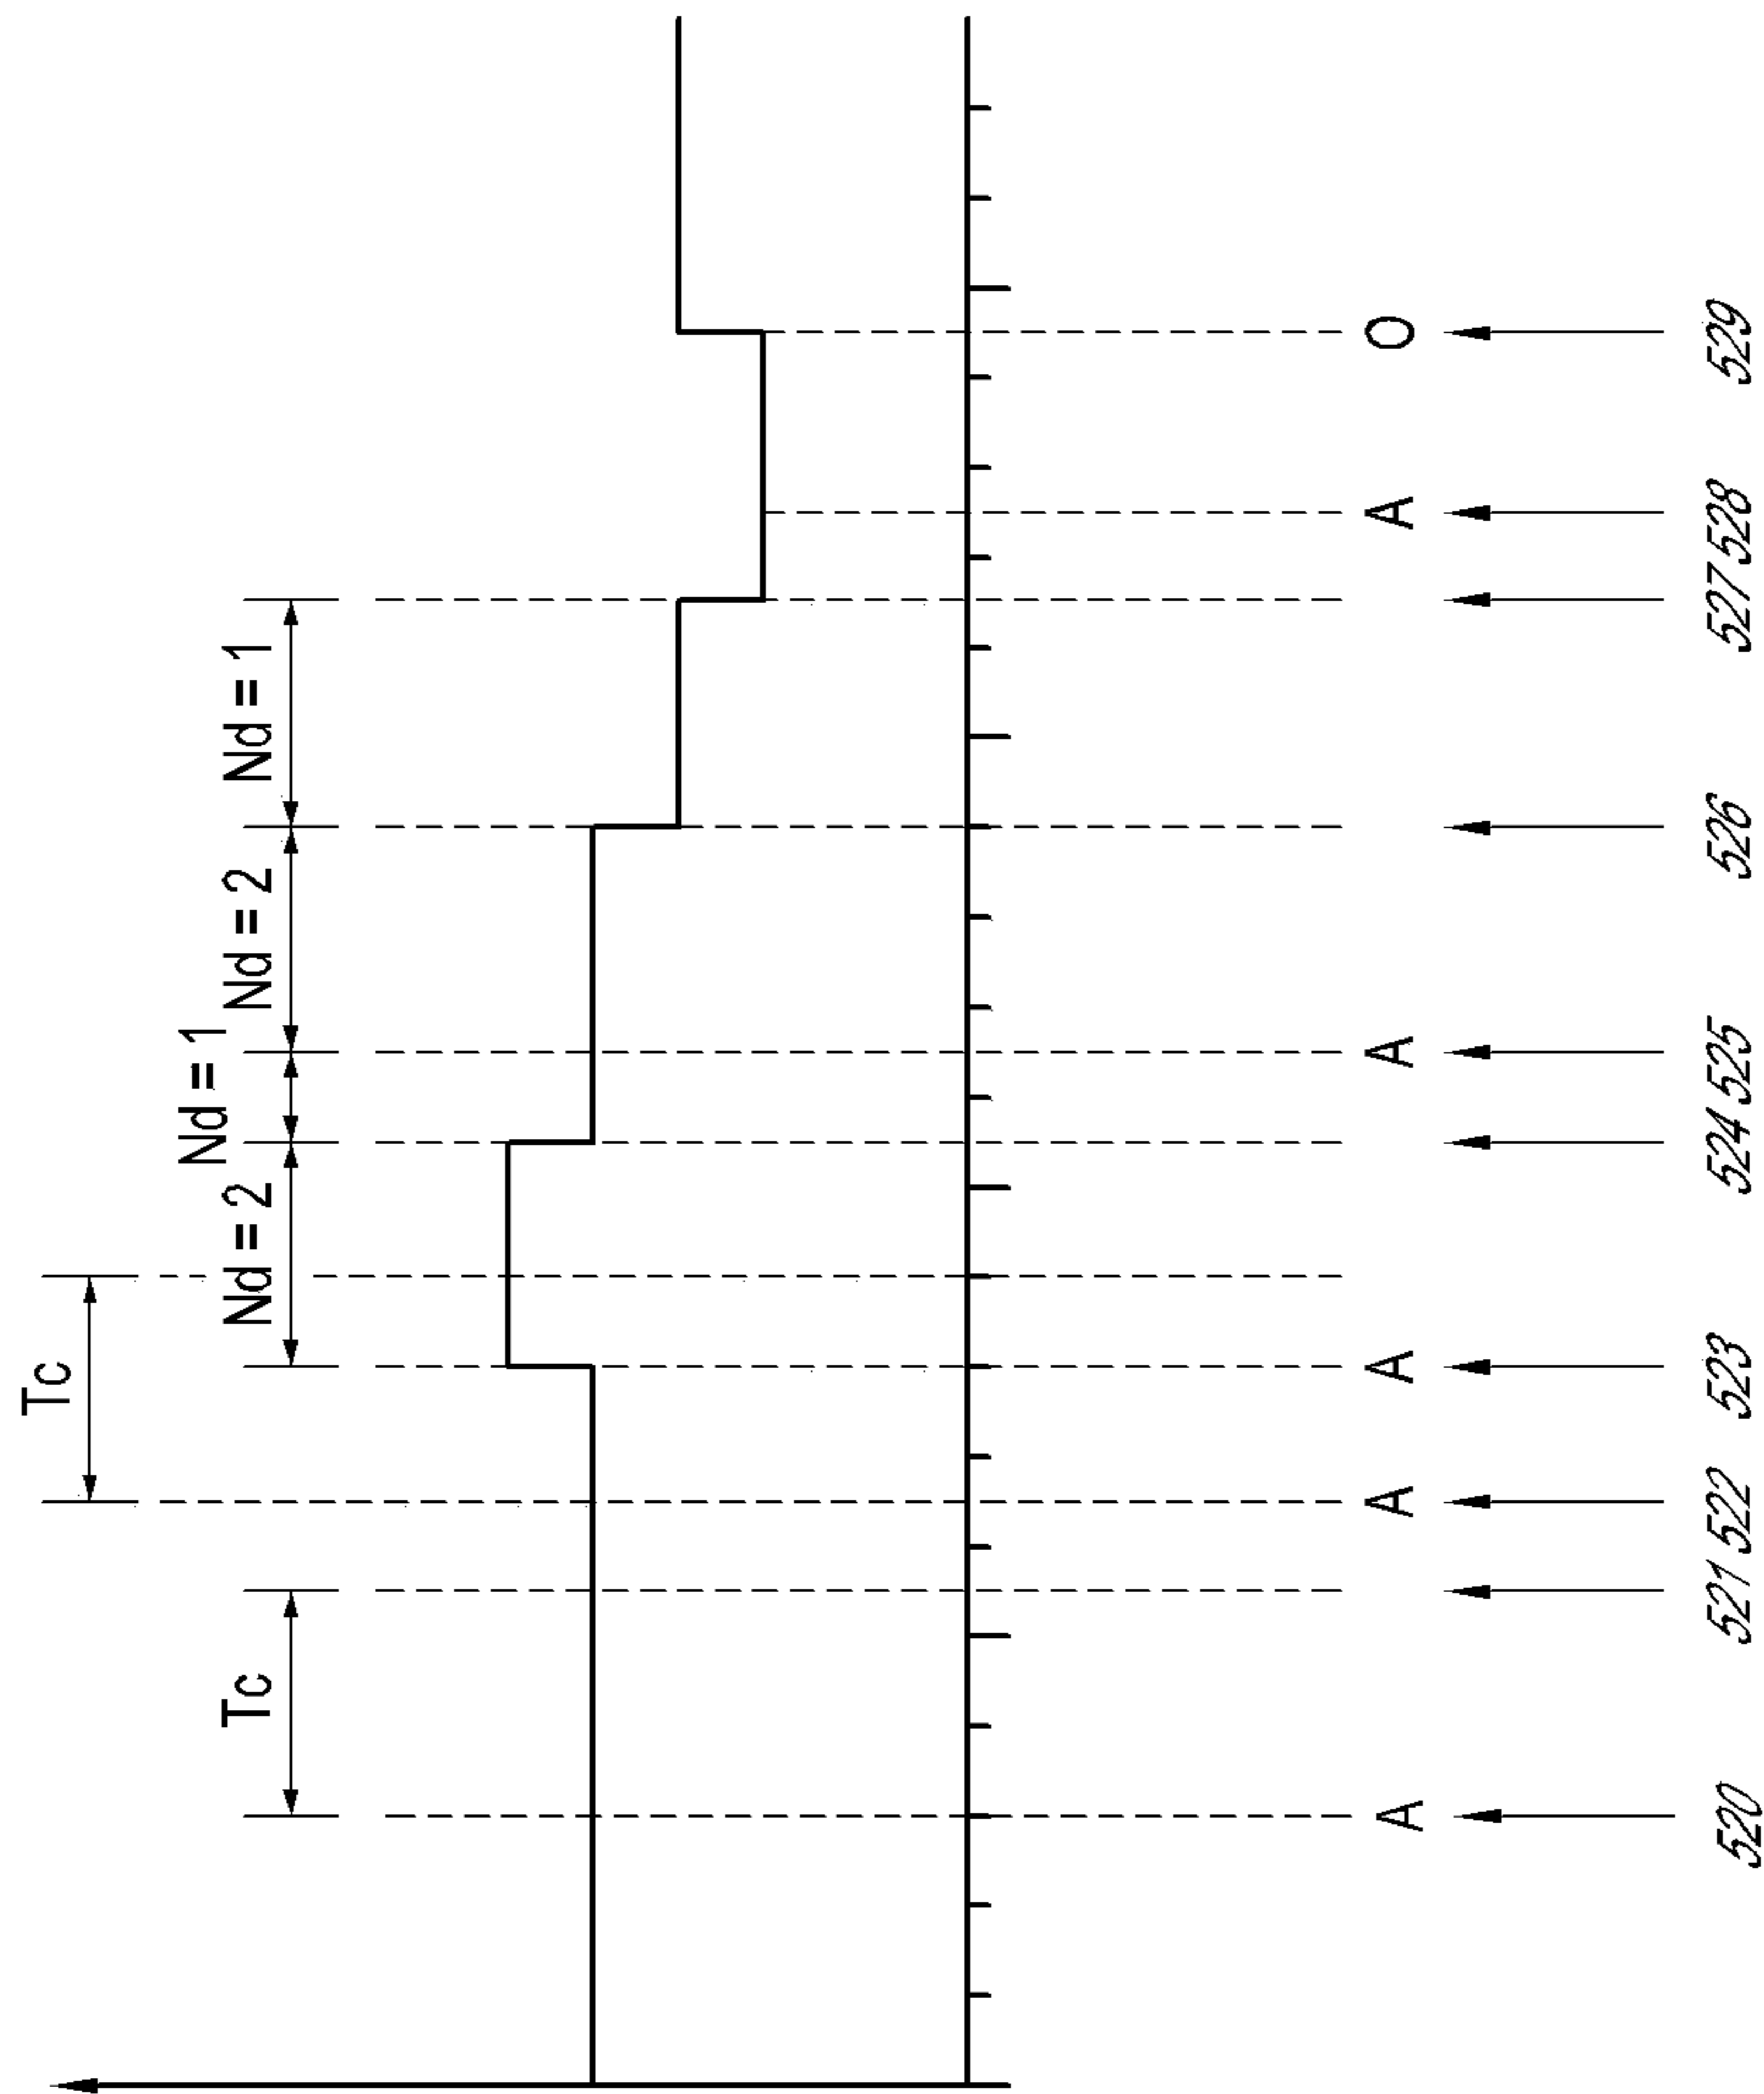 Tc
Nd = 1
Tc
Nd = 2
Nd = 2
Nd = 1
A
A
A
A
A
O
520
521
522
523
524
525
526
527
528
529